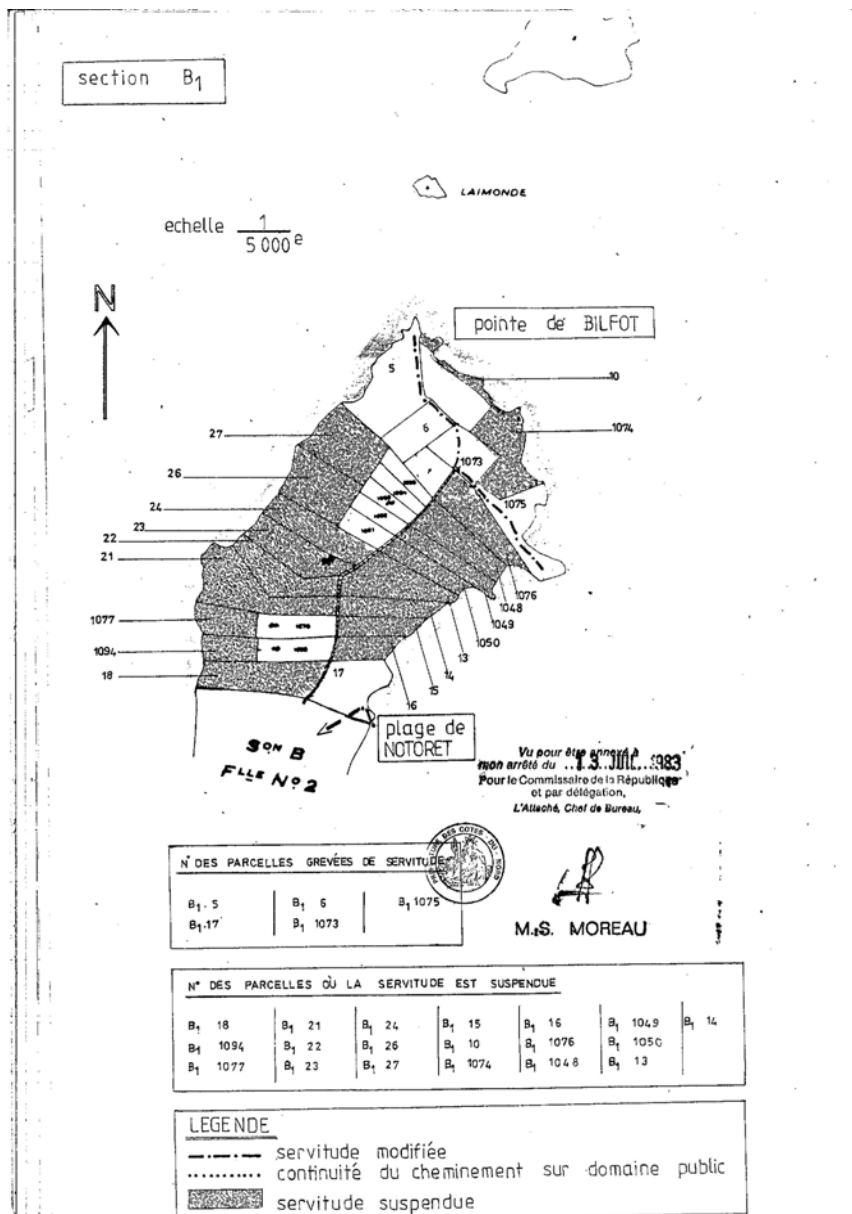 section B1
LAIMONDE
echelle 1/5 000e
N
pointe de BILFOT
5
10
27
6
1074
26
1073
24
1075
23
22
21
1076
1048
1077
1049
1050
1094
13
14
18
17
15
16
plage de
NOTORET
SON B
FLLE No 2
Vu pour être annexé à
mon arrêté du 13 JUIL. 1983
Pour le Commissaire de la République
et par délégation,
L'Attaché, Chef de Bureau,
M.S. MOREAU
N° DES PARCELLES GREVÉES DE SERVITUDE
B1. 5 B1 6 B1 1075
B1.17 B1 1073
N° DES PARCELLES OÙ LA SERVITUDE EST SUSPENDUE
B1 18 B1 21 B1 24 B1 15 B1 16 B1 1049 B1 14
B1 1094 B1 22 B1 26 B1 10 B1 1076 B1 1050
B1 1077 B1 23 B1 27 B1 1074 B1 1048 B1 13
LEGENDE
servitude modifiée
continuité du cheminement sur domaine public
servitude suspendue